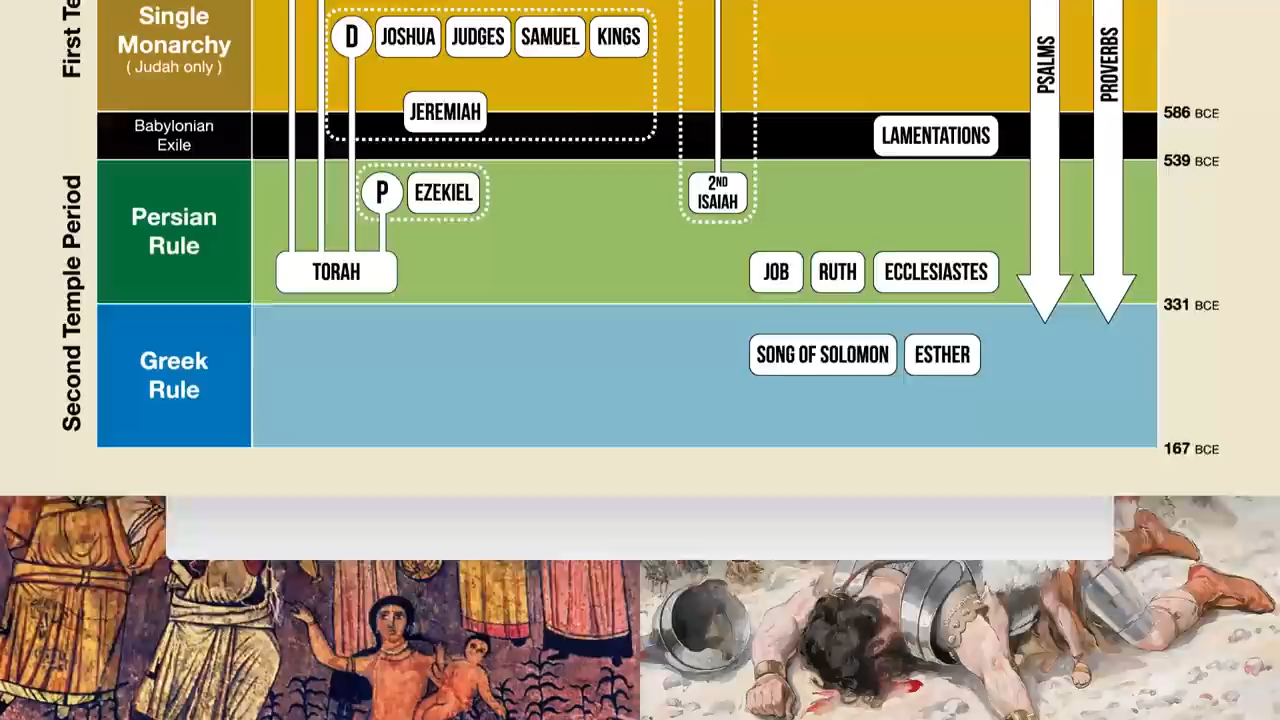 First Te
Single
Monarchy
( Judah only )
D
JOSHUA
JUDGES
SAMUEL
KINGS
PSALMS
PROVERBS
JEREMIAH
586 BCE
Babylonian
Exile
LAMENTATIONS
539 BCE
Second Temple Period
Persian
Rule
P
EZEKIEL
2ND
ISAIAH
TORAH
JOB
RUTH
ECCLESIASTES
331 BCE
Greek
Rule
SONG OF SOLOMON
ESTHER
167 BCE